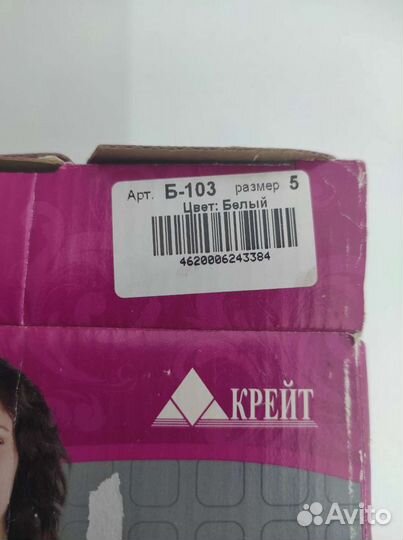 Арт. Б-103 размер 5
Цвет: Белый
4620006243384
КРЕЙТ
Avito